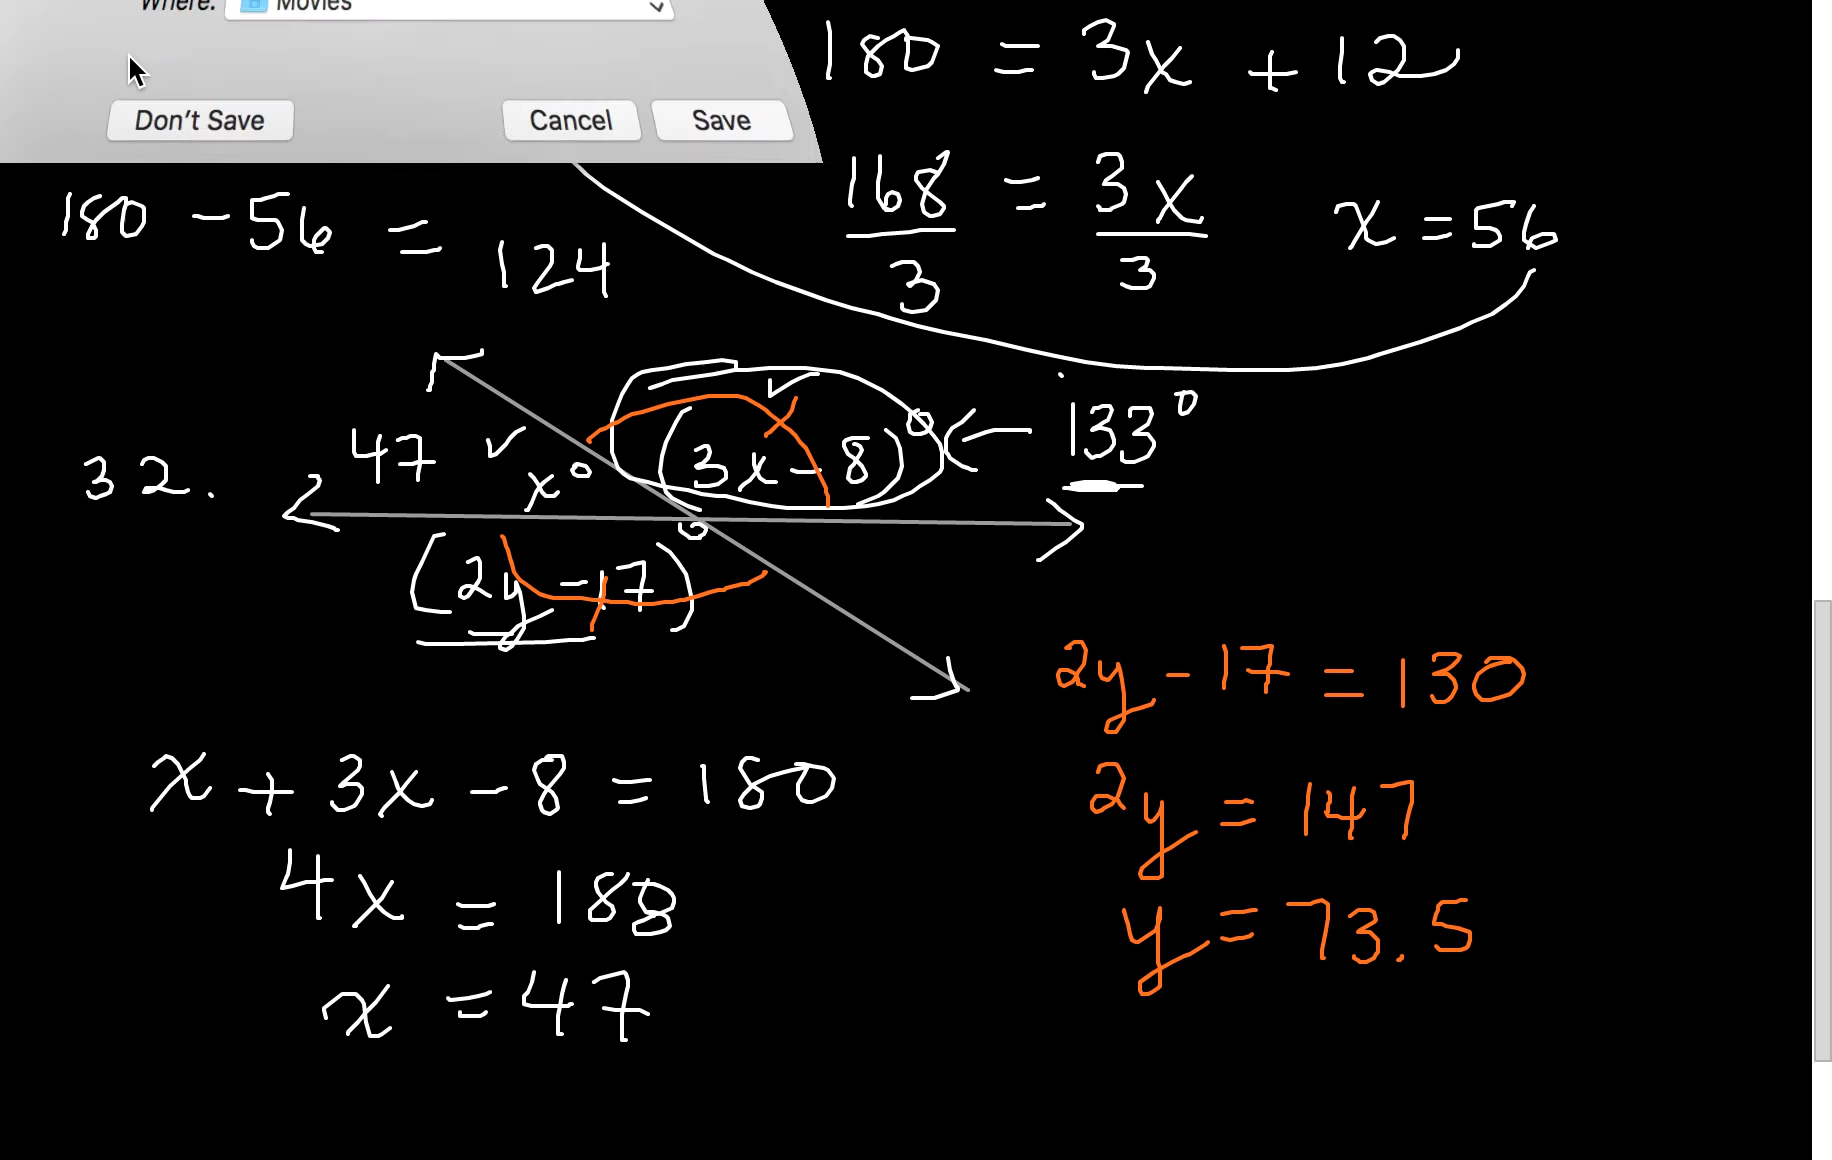 Where: Movies
Don't Save Cancel Save
180 = 3x + 12
168 = 3x
3 3
x = 56
180 - 56 = 124
32.
47
x°
(3x - 8)°
133°
(2y - 17)°
x + 3x - 8 = 180
4x = 188
x = 47
2y - 17 = 130
2y = 147
y = 73.5